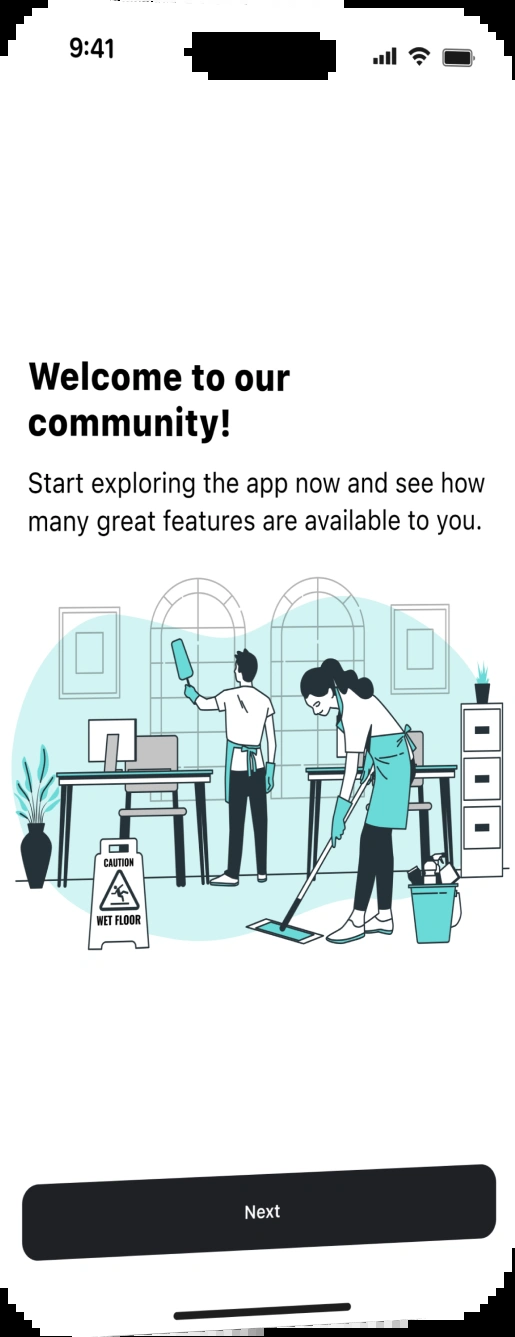 9:41
Welcome to our
community!
Start exploring the app now and see how
many great features are available to you.
CAUTION
WET FLOOR
Next